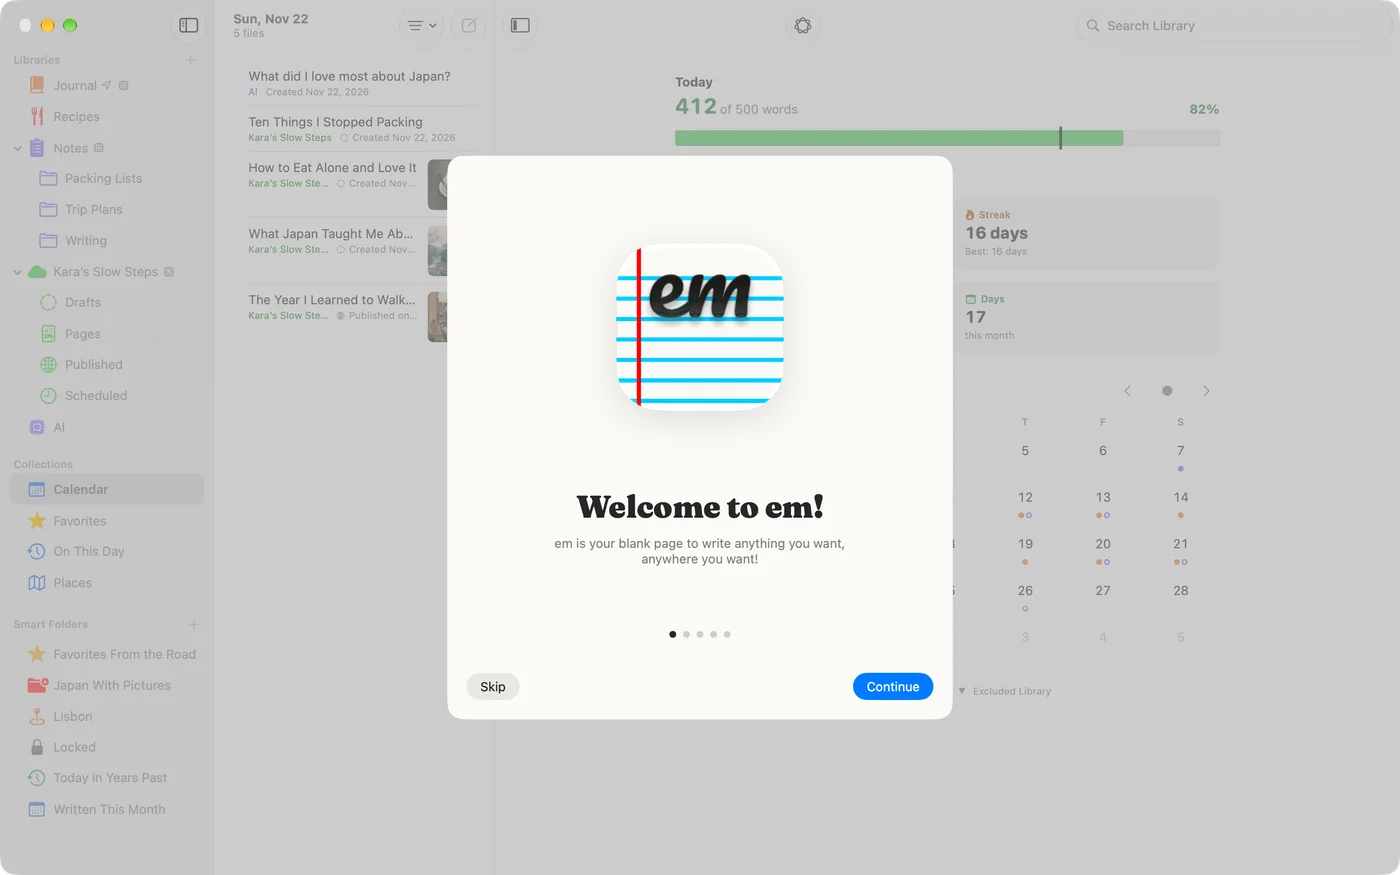 Libraries
Journal
Recipes
Notes
Packing Lists
Trip Plans
Writing
Kara's Slow Steps
Drafts
Pages
Published
Scheduled
AI
Collections
Calendar
Favorites
On This Day
Places
Smart Folders
Favorites From the Road
Japan With Pictures
Lisbon
Locked
Today in Years Past
Written This Month
Sun, Nov 22
5 files
What did I love most about Japan?
AI Created Nov 22, 2026
Ten Things I Stopped Packing
Kara's Slow Steps Created Nov 22, 2026
How to Eat Alone and Love It
Kara's Slow Ste... Created Nov...
What Japan Taught Me Ab...
Kara's Slow Ste... Created Nov...
The Year I Learned to Walk...
Kara's Slow Ste... Published on...
Search Library
Today
412 of 500 words
82%
Streak
16 days
Best: 16 days
Days
17
this month
T F S
5 6 7
12 13 14
19 20 21
26 27 28
3 4 5
Excluded Library
em
Welcome to em!
em is your blank page to write anything you want,
anywhere you want!
Skip
Continue